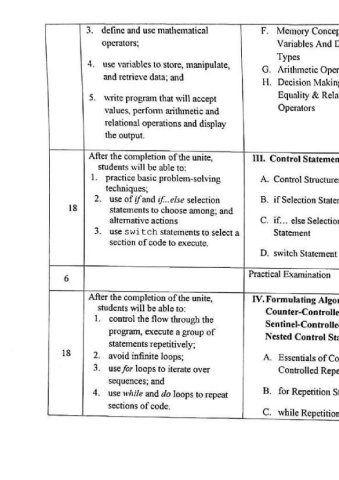 3. define and use mathematical
operators;
4. use variables to store, manipulate,
and retrieve data; and
5. write program that will accept
values, perform arithmetic and
relational operations and display
the output.
F. Memory Concep
Variables And D
Types
G. Arithmetic Oper
H. Decision Making
Equality & Rela
Operators
18
After the completion of the unite,
students will be able to:
1. practice basic problem-solving
techniques;
2. use of if and if...else selection
statements to choose among; and
alternative actions
3. use switch statements to select a
section of code to execute.
III. Control Statemen
A. Control Structure
B. if Selection Stater
C. if... else Selection
Statement
D. switch Statement
6
Practical Examination
18
After the completion of the unite,
students will be able to:
1. control the flow through the
program, execute a group of
statements repetitively;
2. avoid infinite loops;
3. use for loops to iterate over
sequences; and
4. use while and do loops to repeat
sections of code.
IV. Formulating Algor
Counter-Controlle
Sentinel-Controlle
Nested Control Sta
A. Essentials of Co
Controlled Repe
B. for Repetition St
C. while Repetition